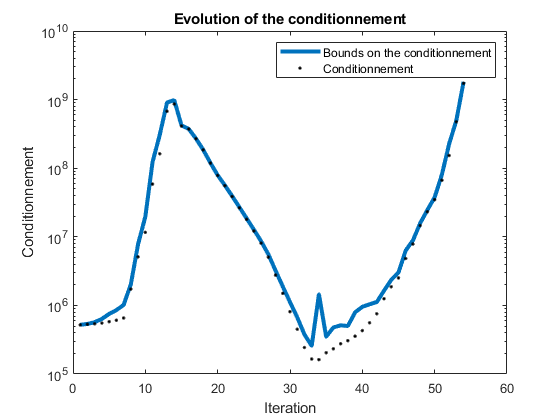 Evolution of the conditionnement
Bounds on the conditionnement
Conditionnement
Conditionnement
10^10
10^9
10^8
10^7
10^6
10^5
0 10 20 30 40 50 60
Iteration